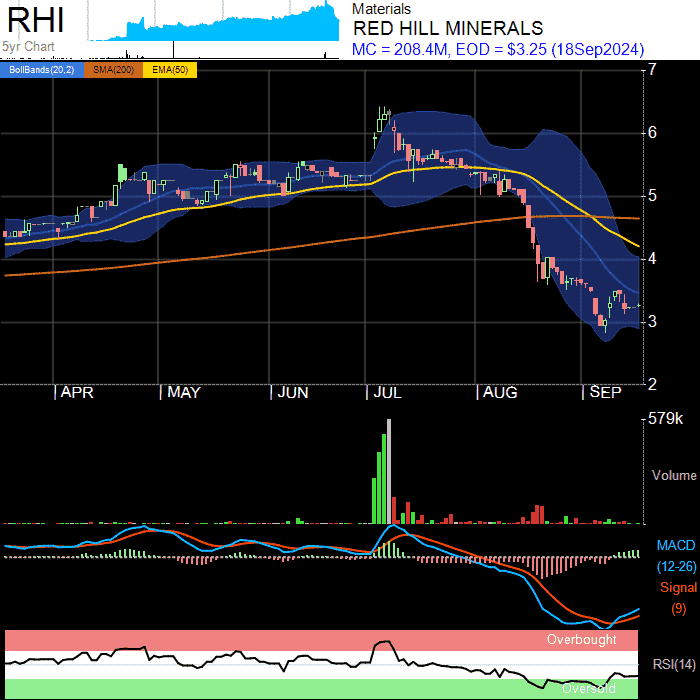 RHI
5yr Chart
Materials
RED HILL MINERALS
MC = 208.4M, EOD = $3.25 (18Sep2024)
BollBands(20,2) SMA(200) EMA(50)
7
6
5
4
3
2
APR MAY JUN JUL AUG SEP
579k
Volume
MACD
(12-26)
Signal
(9)
Overbought
RSI(14)
Oversold